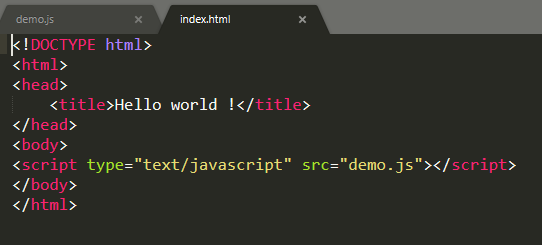 demo.js × index.html ×
<!DOCTYPE html>
<html>
<head>
    <title>Hello world !</title>
</head>
<body>
<script type="text/javascript" src="demo.js"></script>
</body>
</html>